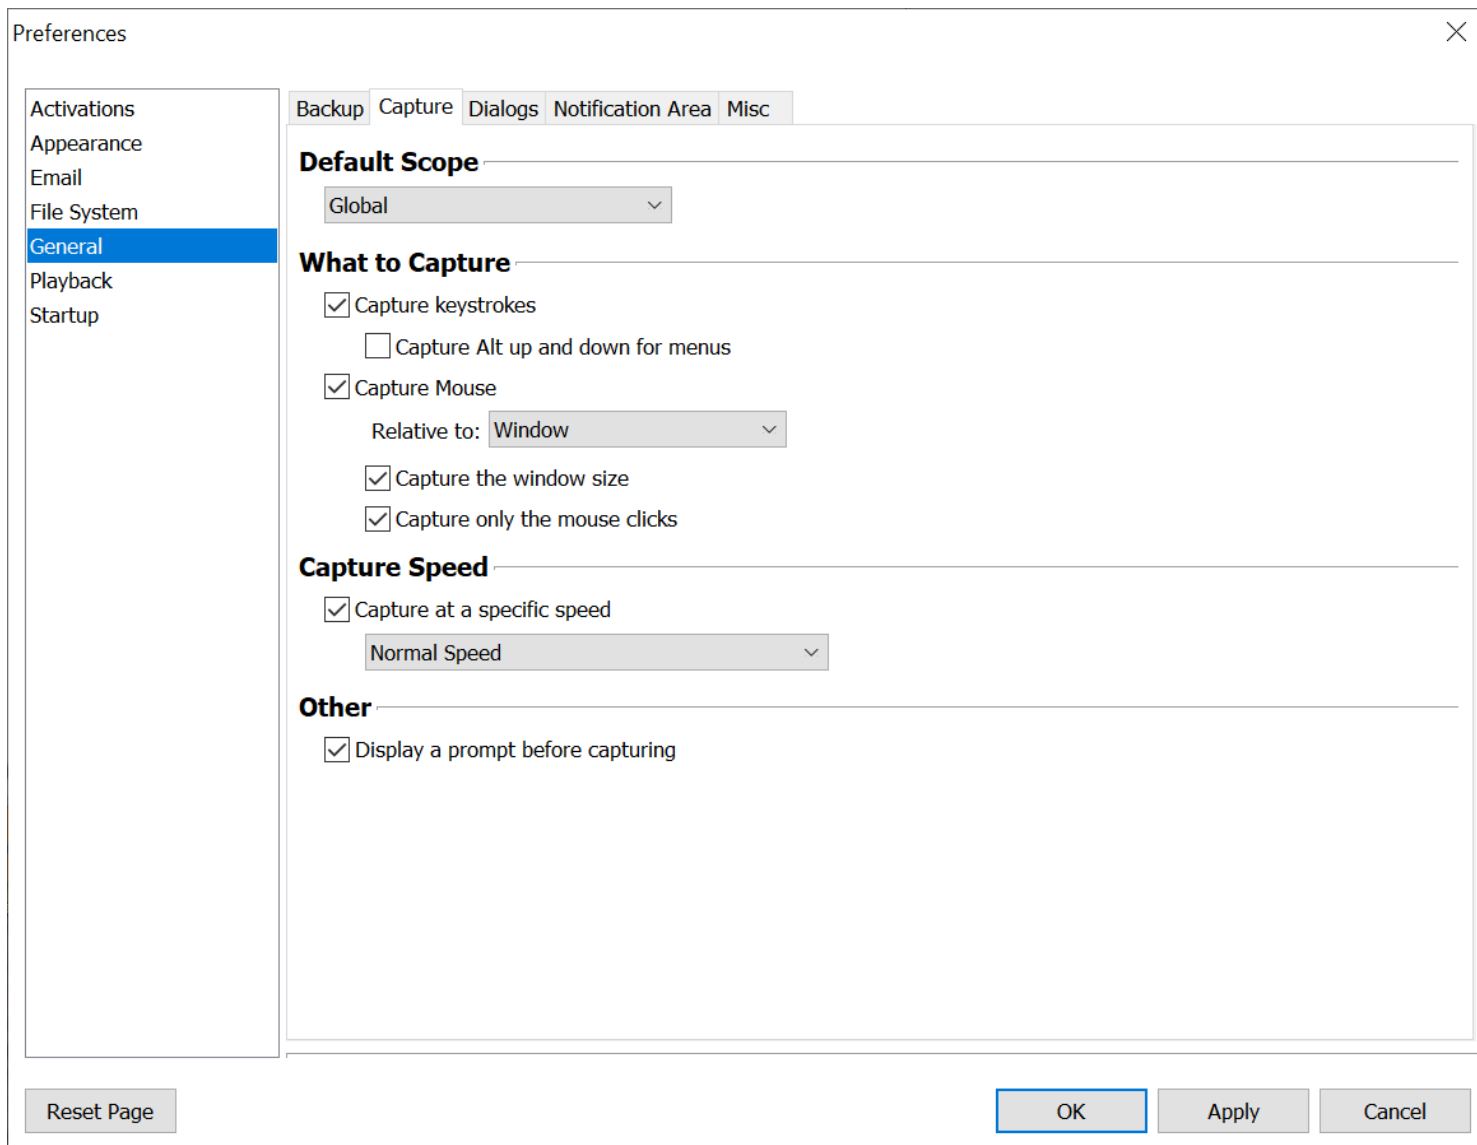 Preferences
Activations
Appearance
Email
File System
General
Playback
Startup
Backup Capture Dialogs Notification Area Misc
Default Scope
Global
What to Capture
Capture keystrokes
Capture Alt up and down for menus
Capture Mouse
Relative to: Window
Capture the window size
Capture only the mouse clicks
Capture Speed
Capture at a specific speed
Normal Speed
Other
Display a prompt before capturing
Reset Page OK Apply Cancel